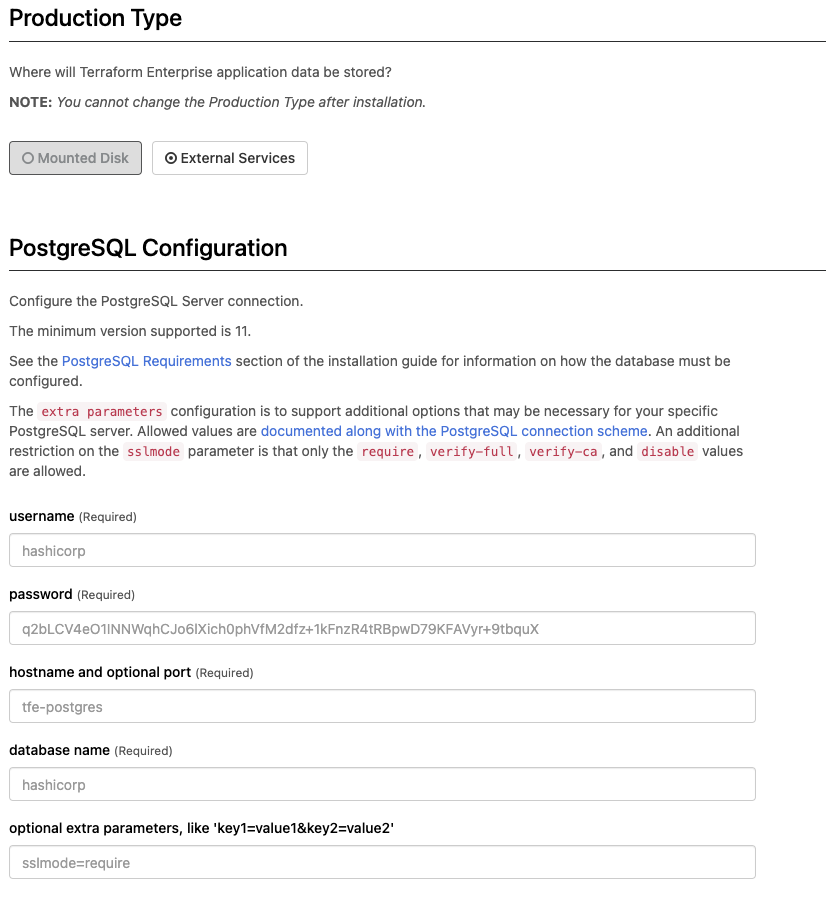 Production Type
Where will Terraform Enterprise application data be stored?
NOTE: You cannot change the Production Type after installation.
Mounted Disk External Services
PostgreSQL Configuration
Configure the PostgreSQL Server connection.
The minimum version supported is 11.
See the PostgreSQL Requirements section of the installation guide for information on how the database must be
configured.
The extra parameters configuration is to support additional options that may be necessary for your specific
PostgreSQL server. Allowed values are documented along with the PostgreSQL connection scheme. An additional
restriction on the sslmode parameter is that only the require, verify-full, verify-ca, and disable values
are allowed.
username (Required)
hashicorp
password (Required)
q2bLCV4eO1lNNWqhCJo6lXich0phVfM2dfz+1kFnzR4tRBpwD79KFAVyr+9tbquX
hostname and optional port (Required)
tfe-postgres
database name (Required)
hashicorp
optional extra parameters, like 'key1=value1&key2=value2'
sslmode=require